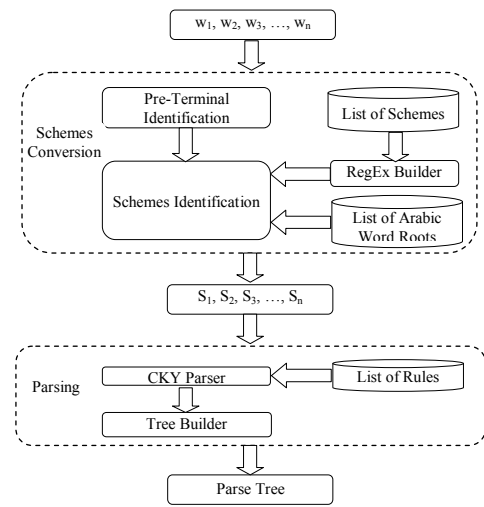 w₁, w₂, w₃, …, wₙ
Pre-Terminal
Identification
List of Schemes
Schemes
Conversion
RegEx Builder
Schemes Identification
List of Arabic
Word Roots
S₁, S₂, S₃, …, Sₙ
Parsing
CKY Parser
List of Rules
Tree Builder
Parse Tree